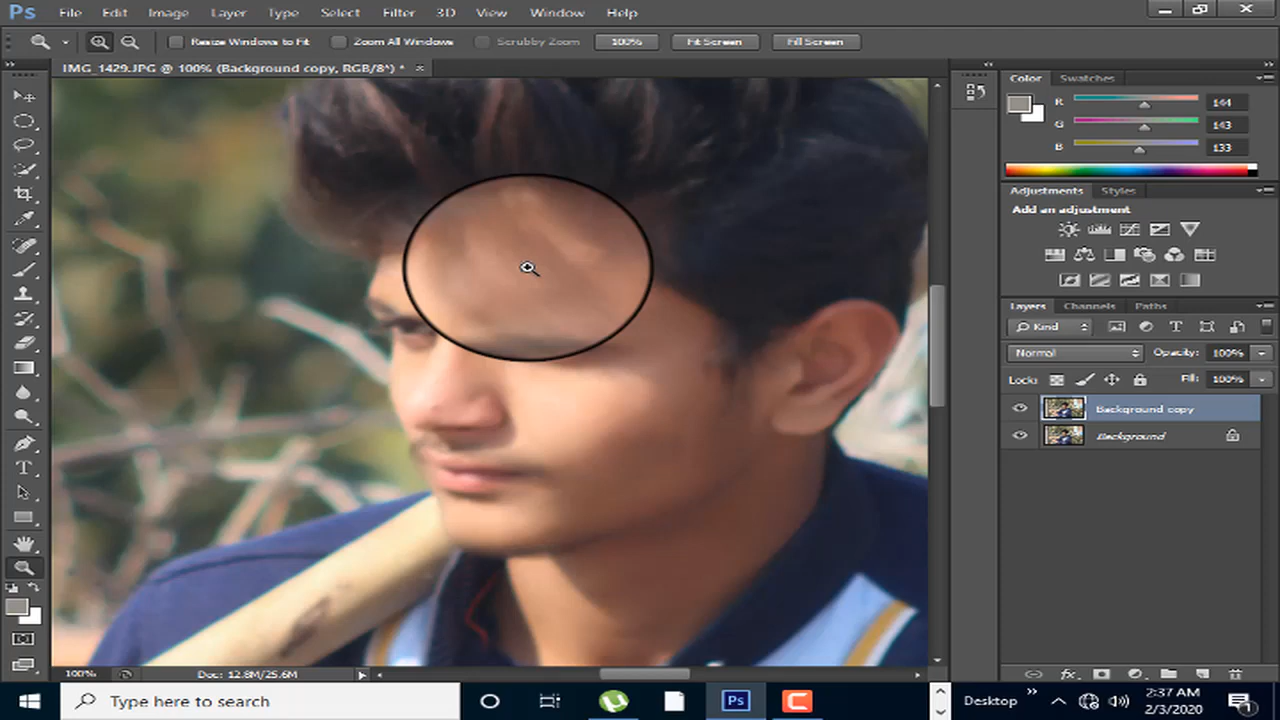 Ps File Edit Image Layer Type Select Filter 3D View Window Help
Resize Windows to Fit Zoom All Windows Scrubby Zoom 100% Fit Screen Fill Screen
IMG_1429.JPG @ 100% (Background copy, RGB/8*) * ×
Color Swatches
R 144
G 143
B 133
Adjustments Styles
Add an adjustment
Layers Channels Paths
Kind
Normal Opacity: 100%
Lock: Fill: 100%
Background copy
Background
100% Doc: 12.8M/25.6M
Type here to search
Ps
Desktop
2:37 AM
2/3/2020
1